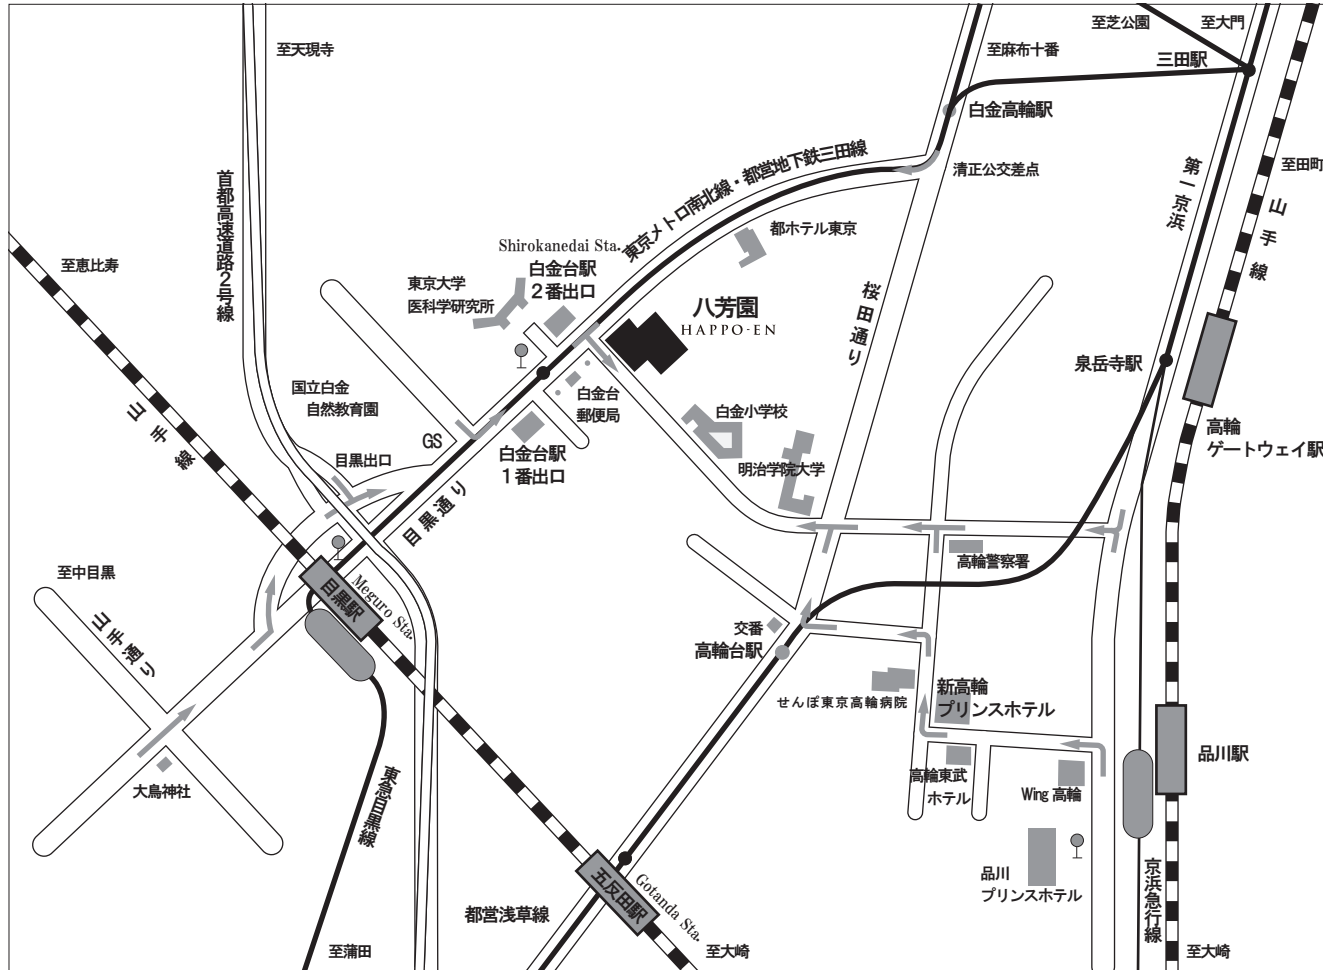 至芝公園
至大門
至天現寺
至麻布十番
三田駅
白金高輪駅
東京メトロ南北線・都営地下鉄三田線
清正公交差点
第一京浜
至田町
山手線
首都高速道路2号線
都ホテル東京
Shirokanedai Sta.
白金台駅
2番出口
至恵比寿
東京大学
医科学研究所
八芳園
HAPPO-EN
桜田通り
泉岳寺駅
国立白金
自然教育園
白金台
郵便局
白金小学校
山手線
GS
高輪
ゲートウェイ駅
目黒出口
白金台駅
1番出口
明治学院大学
目黒通り
高輪警察署
至中目黒
目黒駅
Meguro Sta.
山手通り
交番
高輪台駅
せんぽ東京高輪病院
新高輪
プリンスホテル
品川駅
大鳥神社
東急目黒線
高輪東武
ホテル
Wing 高輪
品川
プリンスホテル
五反田駅
Gotanda Sta.
都営浅草線
京浜急行線
至蒲田
至大崎
至大崎